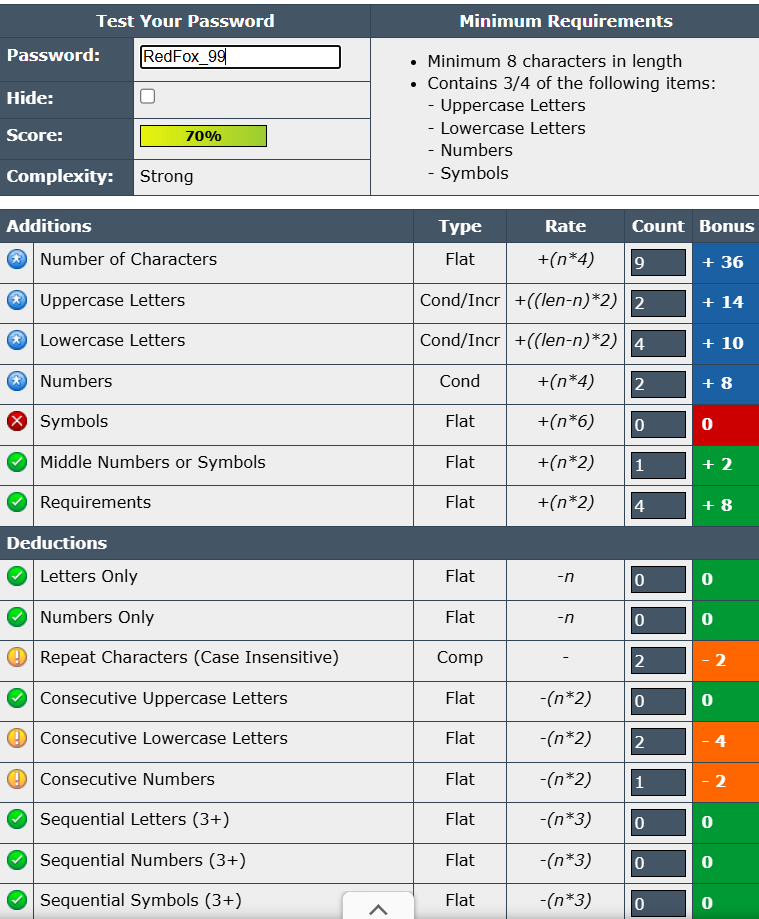 Test Your Password
Minimum Requirements
Password:
RedFox_99
Hide:
Score:
70%
Complexity:
Strong
• Minimum 8 characters in length
• Contains 3/4 of the following items:
- Uppercase Letters
- Lowercase Letters
- Numbers
- Symbols
Additions Type Rate Count Bonus
Number of Characters Flat +(n*4) 9 + 36
Uppercase Letters Cond/Incr +((len-n)*2) 2 + 14
Lowercase Letters Cond/Incr +((len-n)*2) 4 + 10
Numbers Cond +(n*4) 2 + 8
Symbols Flat +(n*6) 0 0
Middle Numbers or Symbols Flat +(n*2) 1 + 2
Requirements Flat +(n*2) 4 + 8
Deductions
Letters Only Flat -n 0 0
Numbers Only Flat -n 0 0
Repeat Characters (Case Insensitive) Comp - 2 - 2
Consecutive Uppercase Letters Flat -(n*2) 0 0
Consecutive Lowercase Letters Flat -(n*2) 2 - 4
Consecutive Numbers Flat -(n*2) 1 - 2
Sequential Letters (3+) Flat -(n*3) 0 0
Sequential Numbers (3+) Flat -(n*3) 0 0
Sequential Symbols (3+) Flat -(n*3) 0 0